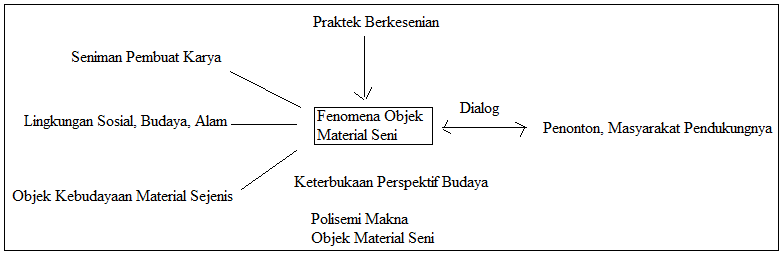 Praktek Berkesenian
Seniman Pembuat Karya
Lingkungan Sosial, Budaya, Alam
Objek Kebudayaan Material Sejenis
Fenomena Objek
Material Seni
Dialog
Penonton, Masyarakat Pendukungnya
Keterbukaan Perspektif Budaya
Polisemi Makna
Objek Material Seni